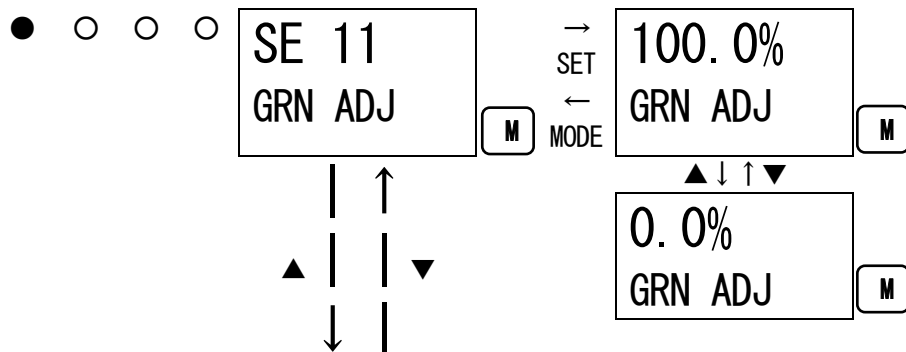 ● ○ ○ ○
SE 11
GRN ADJ
M
→
SET
←
MODE
100.0%
GRN ADJ
M
▲↓↑▼
0.0%
GRN ADJ
M
▲ ▼